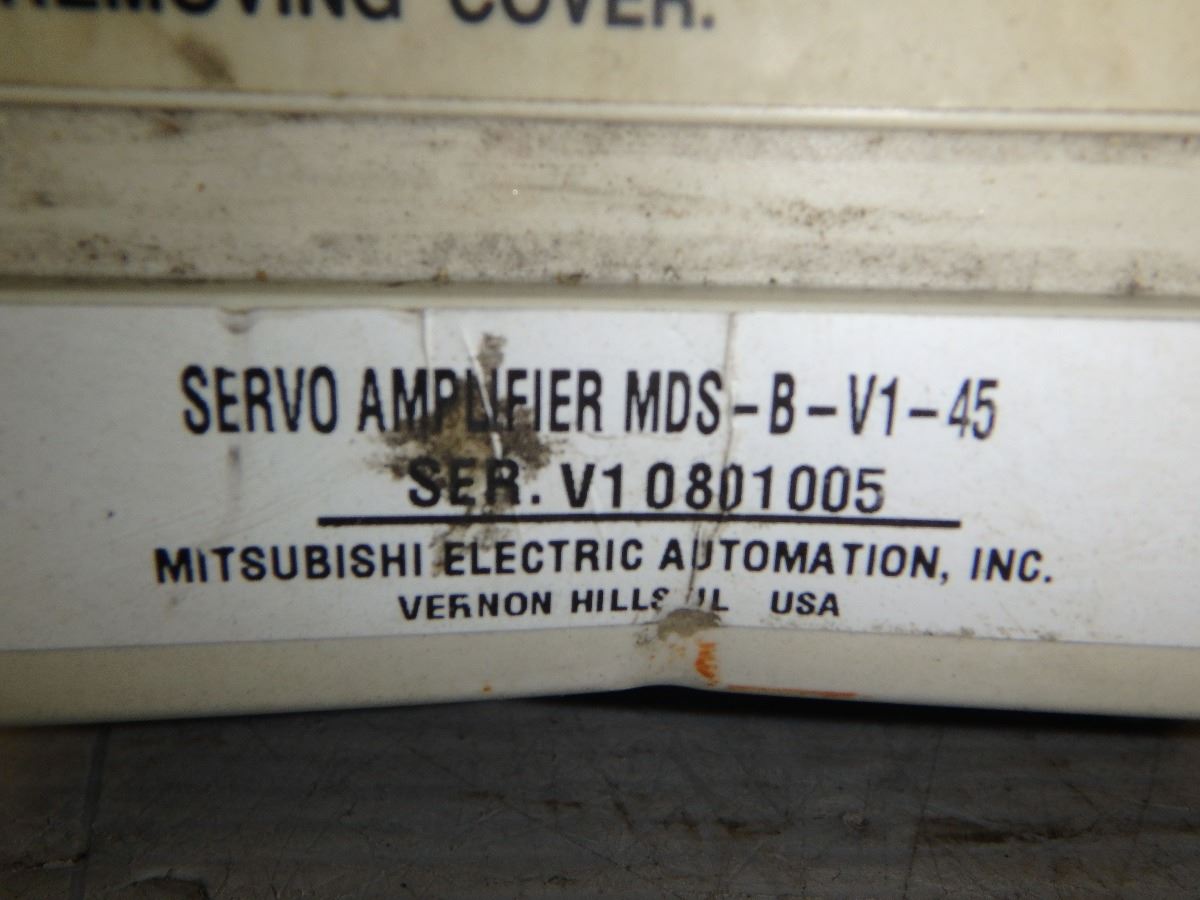 REMOVING COVER.
SERVO AMPLIFIER MDS-B-V1-45
SER. V10801005
MITSUBISHI ELECTRIC AUTOMATION, INC.
VERNON HILLS IL USA